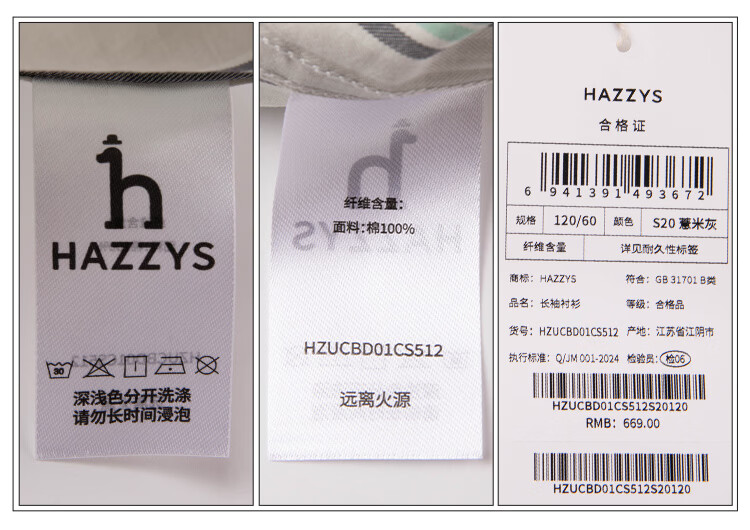 h
HAZZYS
30
深浅色分开洗涤
请勿长时间浸泡
纤维含量：
面料：棉100%
HZUCBD01CS512
远离火源
HAZZYS
合格证
6 941391 493672
规格 120/60 颜色 S20 薏米灰
纤维含量 详见耐久性标签
商标：HAZZYS 符合：GB 31701 B类
品名：长袖衬衫 等级：合格品
货号：HZUCBD01CS512 产地：江苏省江阴市
执行标准：Q/JM 001-2024 检验员：检06
HZUCBD01CS512S20120
RMB：669.00
HZUCBD01CS512S20120